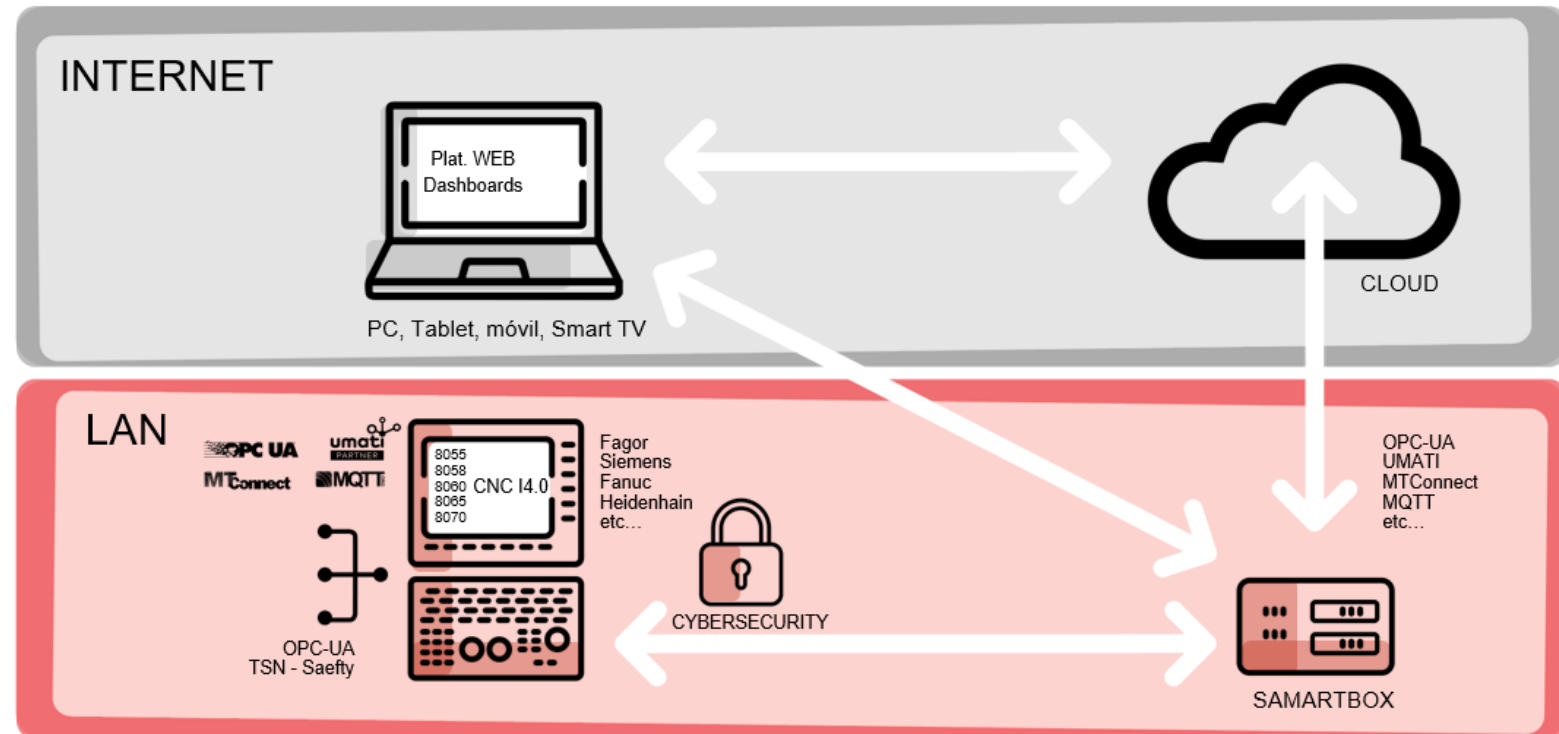 INTERNET
Plat. WEB
Dashboards
PC, Tablet, móvil, Smart TV
CLOUD
LAN
OPC UA
umati
PARTNER
MTConnect
MQTT
8055
8058
8060
8065
8070
CNC I4.0
Fagor
Siemens
Fanuc
Heidenhain
etc...
CYBERSECURITY
OPC-UA
TSN - Saefty
OPC-UA
UMATI
MTConnect
MQTT
etc...
SAMARTBOX